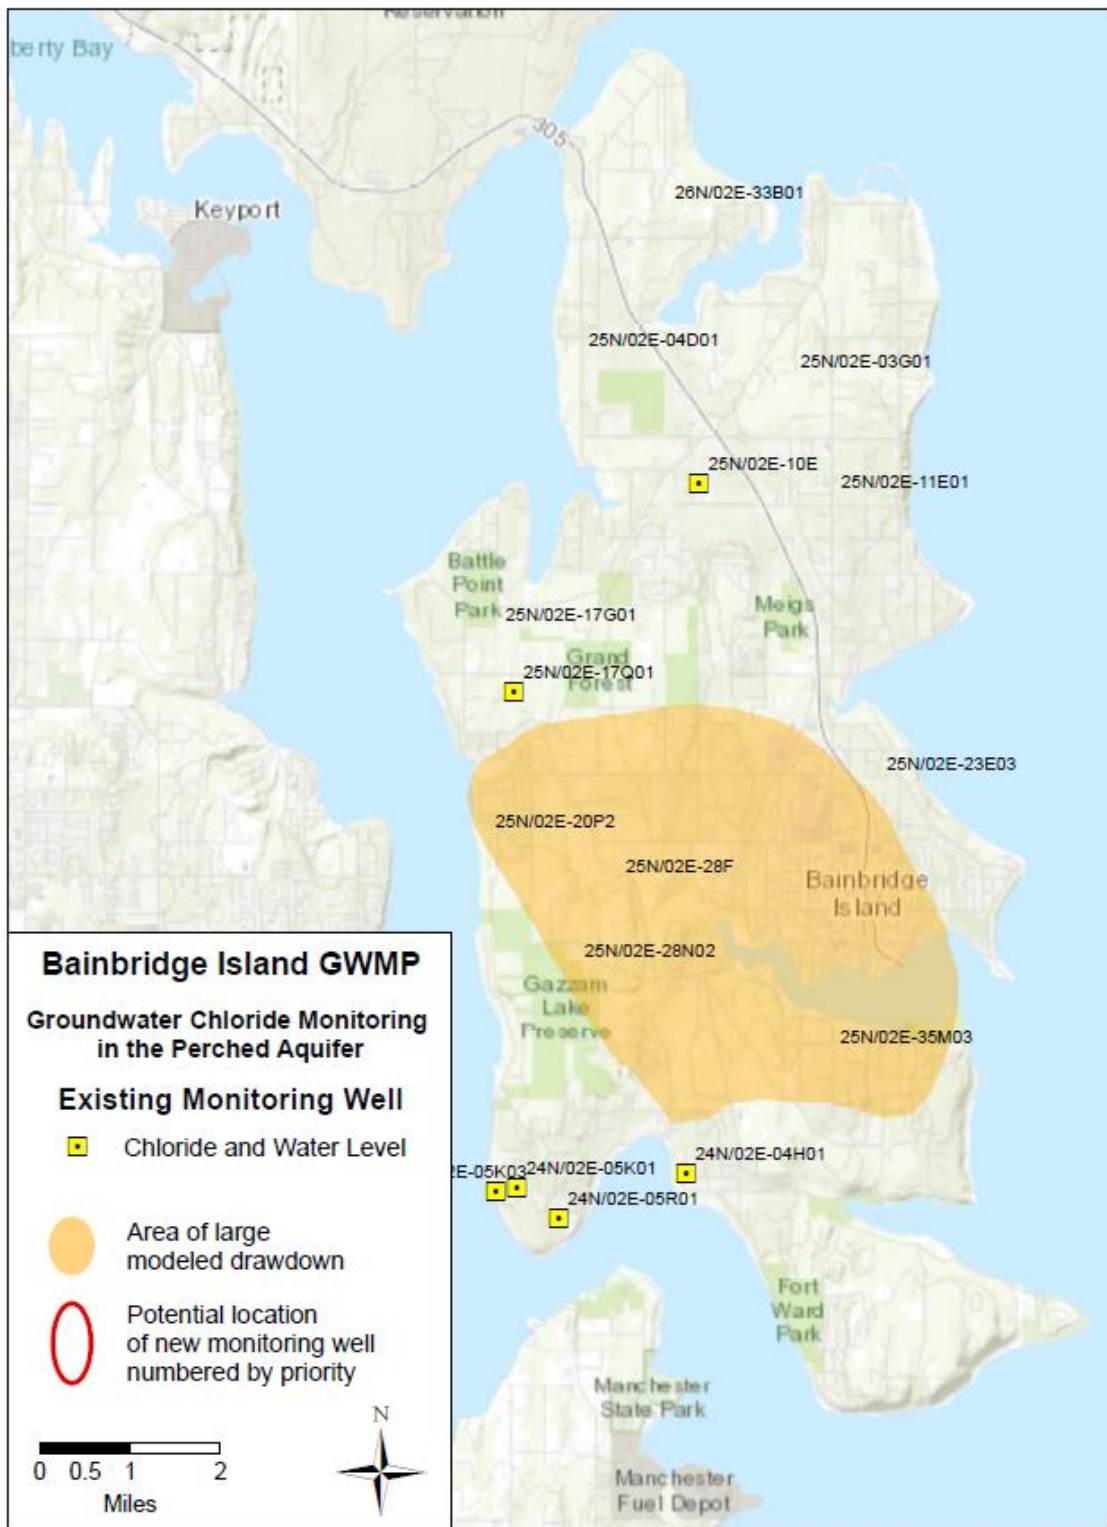 Reservation
berty Bay
305
Keyport
26N/02E-33B01
25N/02E-04D01
25N/02E-03G01
25N/02E-10E
25N/02E-11E01
Battle
Point
Park
Meigs
Park
25N/02E-17G01
Grand
Forest
25N/02E-17Q01
25N/02E-23E03
25N/02E-20P2
25N/02E-28F
Bainbridge
Island
25N/02E-28N02
Gazzam
Lake
Preserve
25N/02E-35M03
2E-05K03
24N/02E-05K01
24N/02E-04H01
24N/02E-05R01
Fort
Ward
Park
Manchester
State Park
Manchester
Fuel Depot
Bainbridge Island GWMP
Groundwater Chloride Monitoring
in the Perched Aquifer
Existing Monitoring Well
Chloride and Water Level
Area of large
modeled drawdown
Potential location
of new monitoring well
numbered by priority
N
0 0.5 1 2
Miles